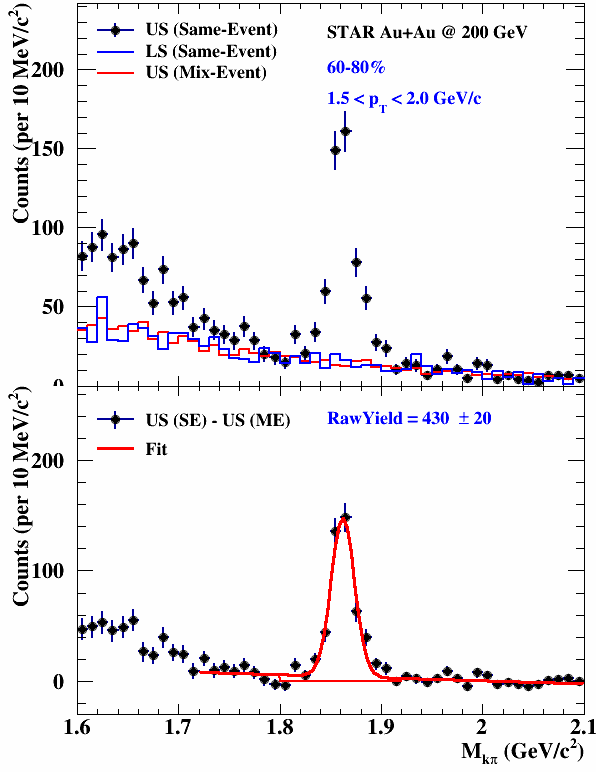 US (Same-Event)
LS (Same-Event)
US (Mix-Event)
STAR Au+Au @ 200 GeV
60-80%
1.5 < p_T < 2.0 GeV/c
Counts (per 10 MeV/c²)
200
150
100
50
0
US (SE) - US (ME)
Fit
RawYield = 430 ± 20
Counts (per 10 MeV/c²)
200
100
0
1.6 1.7 1.8 1.9 2 2.1
M_kπ (GeV/c²)